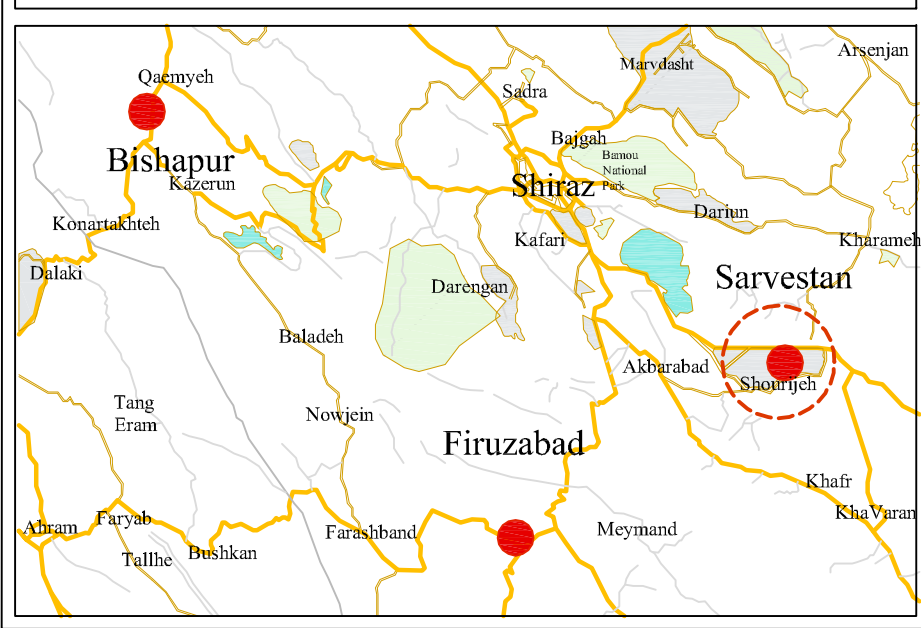 Arsenjan
Marvdasht
Qaemyeh
Sadra
Bajgah
Bamou
National
Park
Bishapur
Kazerun
Shiraz
Dariun
Konartakhteh
Kafari
Kharameh
Dalaki
Sarvestan
Darengan
Baladeh
Akbarabad
Shourijeh
Tang
Eram
Nowjein
Firuzabad
Khafr
KhaVaran
Ahram
Faryab
Farashband
Meymand
Bushkan
Tallhe